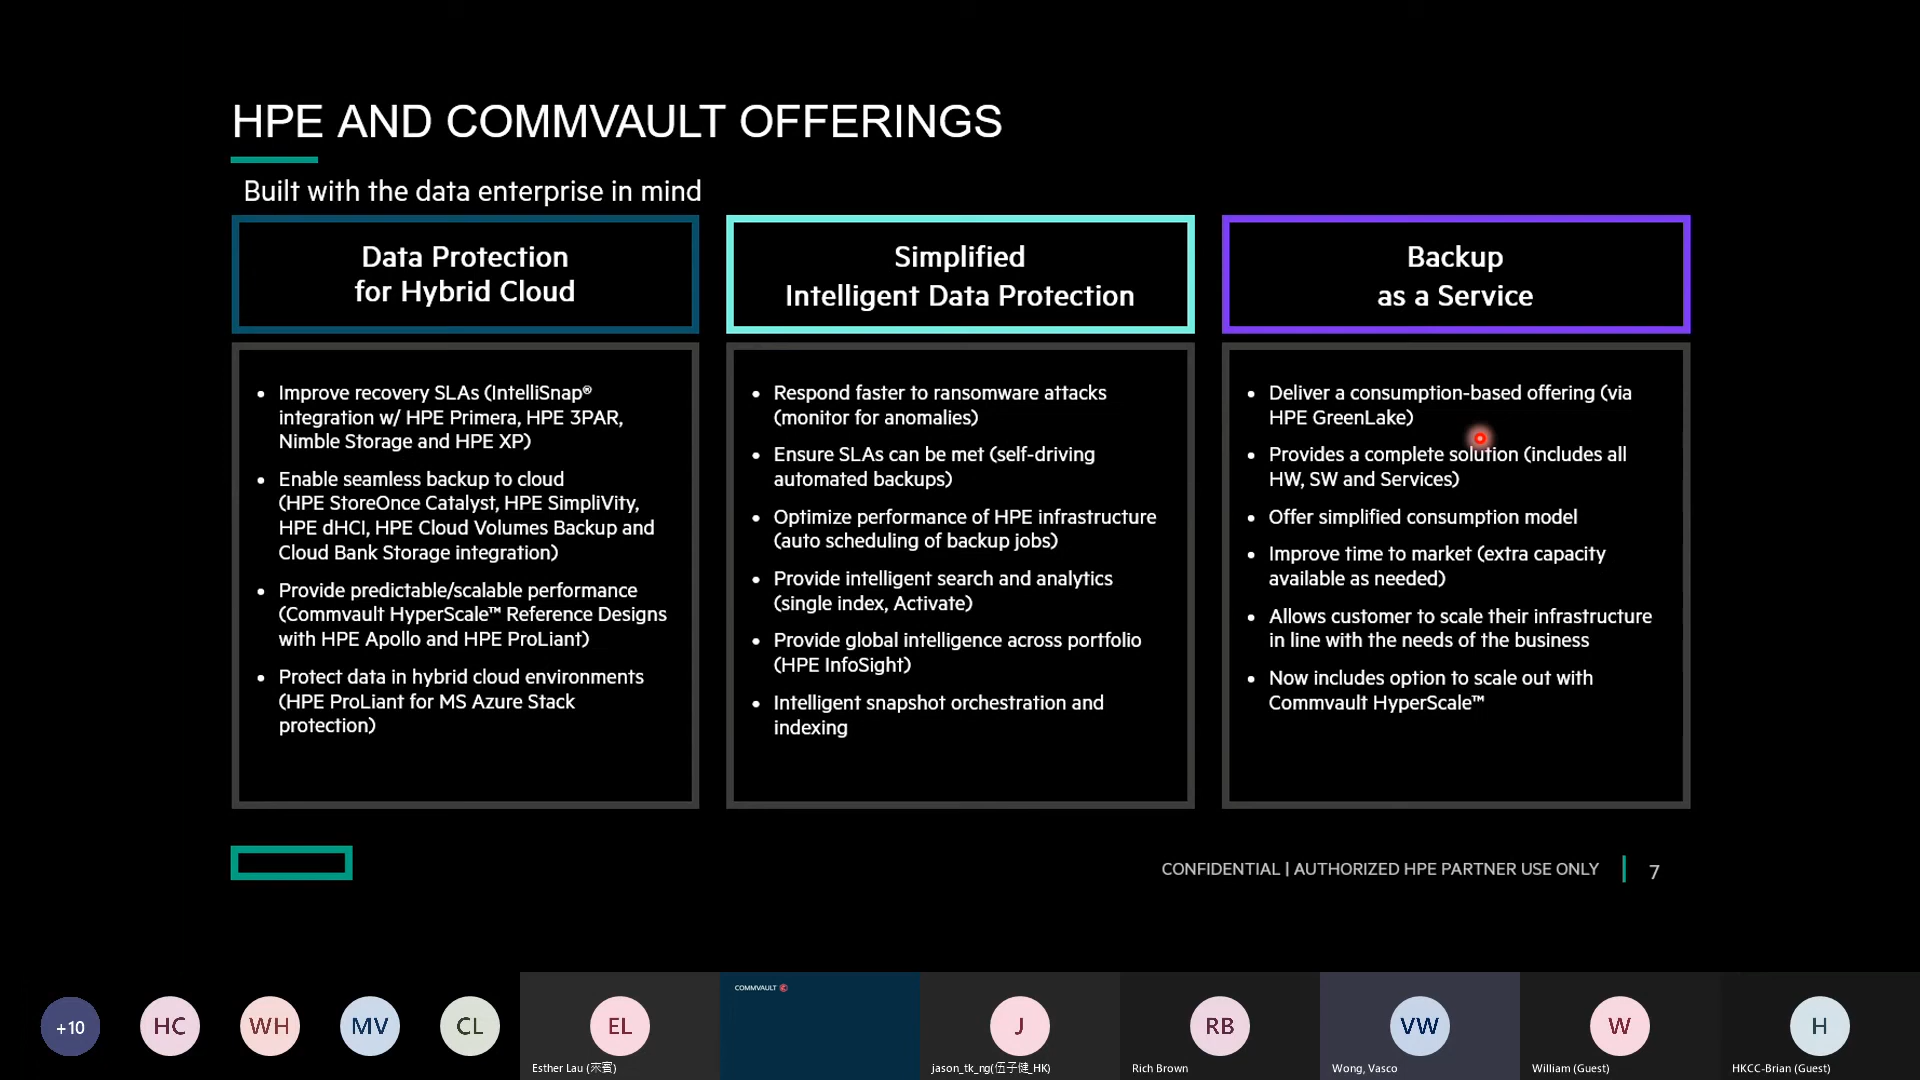 HPE AND COMMVAULT OFFERINGS
Built with the data enterprise in mind
Data Protection
for Hybrid Cloud
• Improve recovery SLAs (IntelliSnap®
integration w/ HPE Primera, HPE 3PAR,
Nimble Storage and HPE XP)
• Enable seamless backup to cloud
(HPE StoreOnce Catalyst, HPE SimpliVity,
HPE dHCI, HPE Cloud Volumes Backup and
Cloud Bank Storage integration)
• Provide predictable/scalable performance
(Commvault HyperScale™ Reference Designs
with HPE Apollo and HPE ProLiant)
• Protect data in hybrid cloud environments
(HPE ProLiant for MS Azure Stack
protection)
Simplified
Intelligent Data Protection
• Respond faster to ransomware attacks
(monitor for anomalies)
• Ensure SLAs can be met (self-driving
automated backups)
• Optimize performance of HPE infrastructure
(auto scheduling of backup jobs)
• Provide intelligent search and analytics
(single index, Activate)
• Provide global intelligence across portfolio
(HPE InfoSight)
• Intelligent snapshot orchestration and
indexing
Backup
as a Service
• Deliver a consumption-based offering (via
HPE GreenLake)
• Provides a complete solution (includes all
HW, SW and Services)
• Offer simplified consumption model
• Improve time to market (extra capacity
available as needed)
• Allows customer to scale their infrastructure
in line with the needs of the business
• Now includes option to scale out with
Commvault HyperScale™
CONFIDENTIAL | AUTHORIZED HPE PARTNER USE ONLY
7
+10
HC
WH
MV
CL
EL
Esther Lau (來賓)
COMMVAULT
J
jason_tk_ng(伍子健_HK)
RB
Rich Brown
VW
Wong, Vasco
W
William (Guest)
H
HKCC-Brian (Guest)